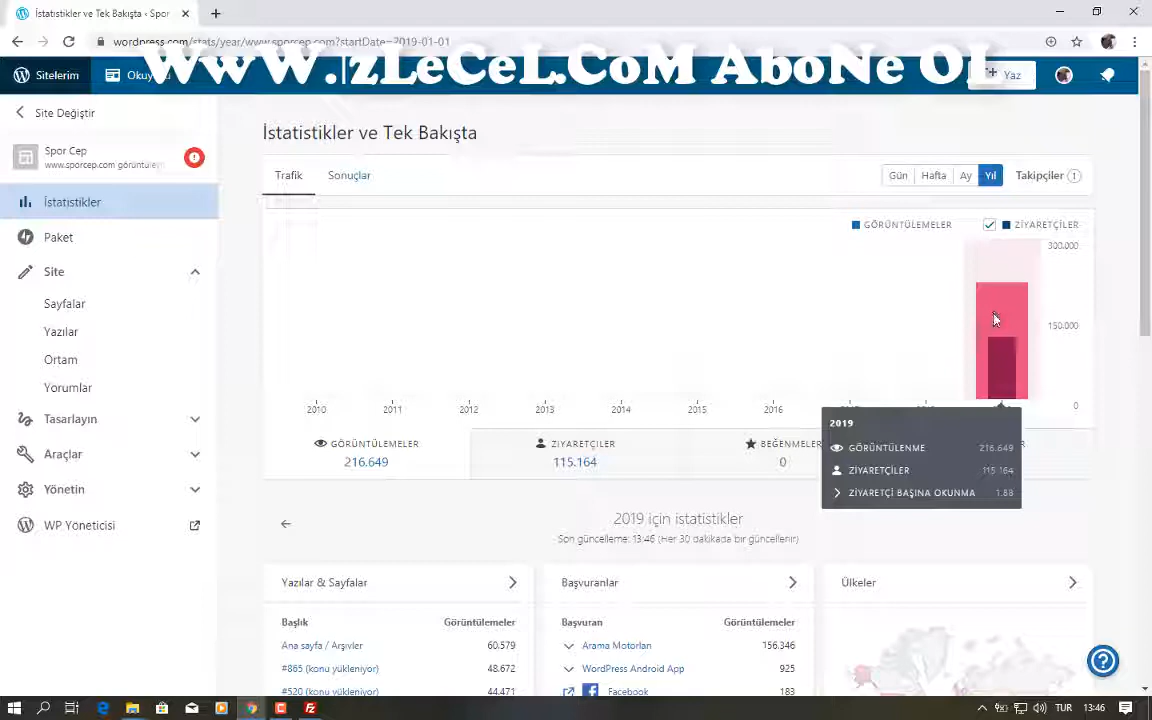 İstatistikler ve Tek Bakışta ‹ Spor
wordpress.com/stats/year/www.sporcep.com?startDate=2019-01-01
WwW.İzLeCeL.CoM AboNe OL
Sitelerim
Yaz
Site Değiştir
Spor Cep
www.sporcep.com
İstatistikler
Paket
Site
Sayfalar
Yazılar
Ortam
Yorumlar
Tasarlayın
Araçlar
Yönetin
WP Yöneticisi
İstatistikler ve Tek Bakışta
Trafik Sonuçlar
Gün Hafta Ay Yıl Takipçiler 1
GÖRÜNTÜLEMELER ZİYARETÇİLER
300.000
150.000
0
2010 2011 2012 2013 2014 2015 2016
GÖRÜNTÜLEMELER
216.649
ZIYARETÇILER
115.164
BEĞENMELER
0
2019
GÖRÜNTÜLENME 216.649
ZİYARETÇİLER 115.164
ZİYARETÇİ BAŞINA OKUNMA 1.88
2019 için istatistikler
Son güncelleme: 13:46 (Her 30 dakikada bir güncellenir)
Yazılar & Sayfalar
Başlık Görüntülemeler
Ana sayfa / Arşivler 60.579
#865 (konu yükleniyor) 48.672
#520 (konu yükleniyor) 44.471
Başvuranlar
Başvuran Görüntülemeler
Arama Motorları 156.346
WordPress Android App 925
Facebook 183
Ülkeler
TUR 13:46